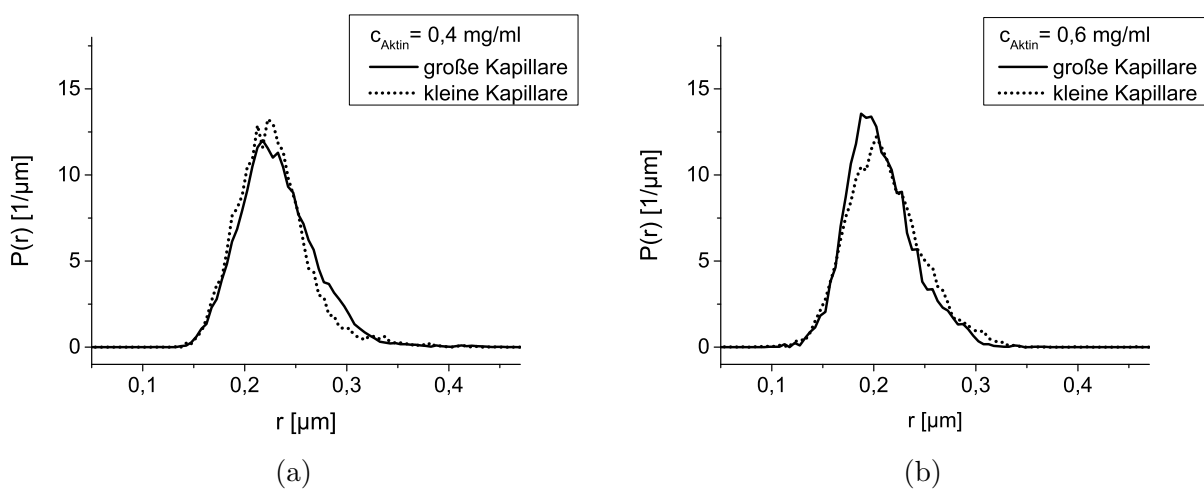 c_Aktin = 0,4 mg/ml
große Kapillare
kleine Kapillare
15
10
5
0
P(r) [1/µm]
0,1 0,2 0,3 0,4
r [µm]
(a)
c_Aktin = 0,6 mg/ml
große Kapillare
kleine Kapillare
15
10
5
0
P(r) [1/µm]
0,1 0,2 0,3 0,4
r [µm]
(b)